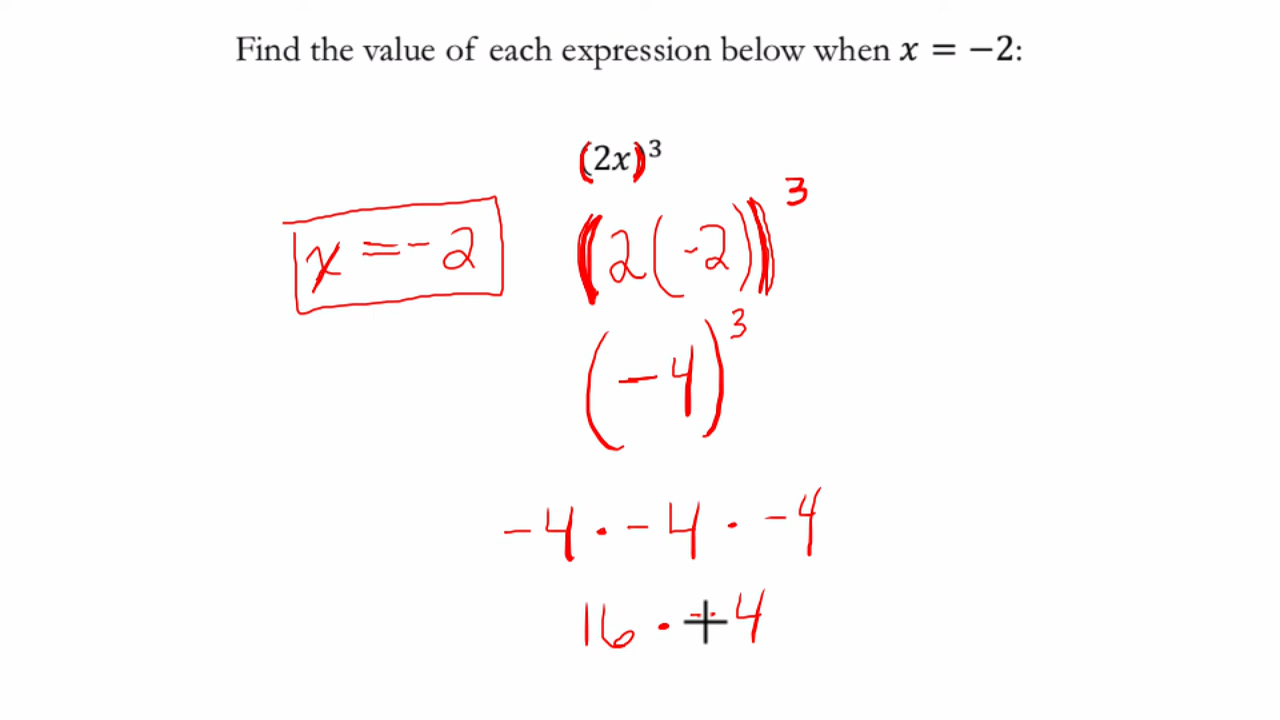 Find the value of each expression below when x = −2:
(2x)³
x = -2
(2(-2))³
(-4)³
-4 · -4 · -4
16 · -4